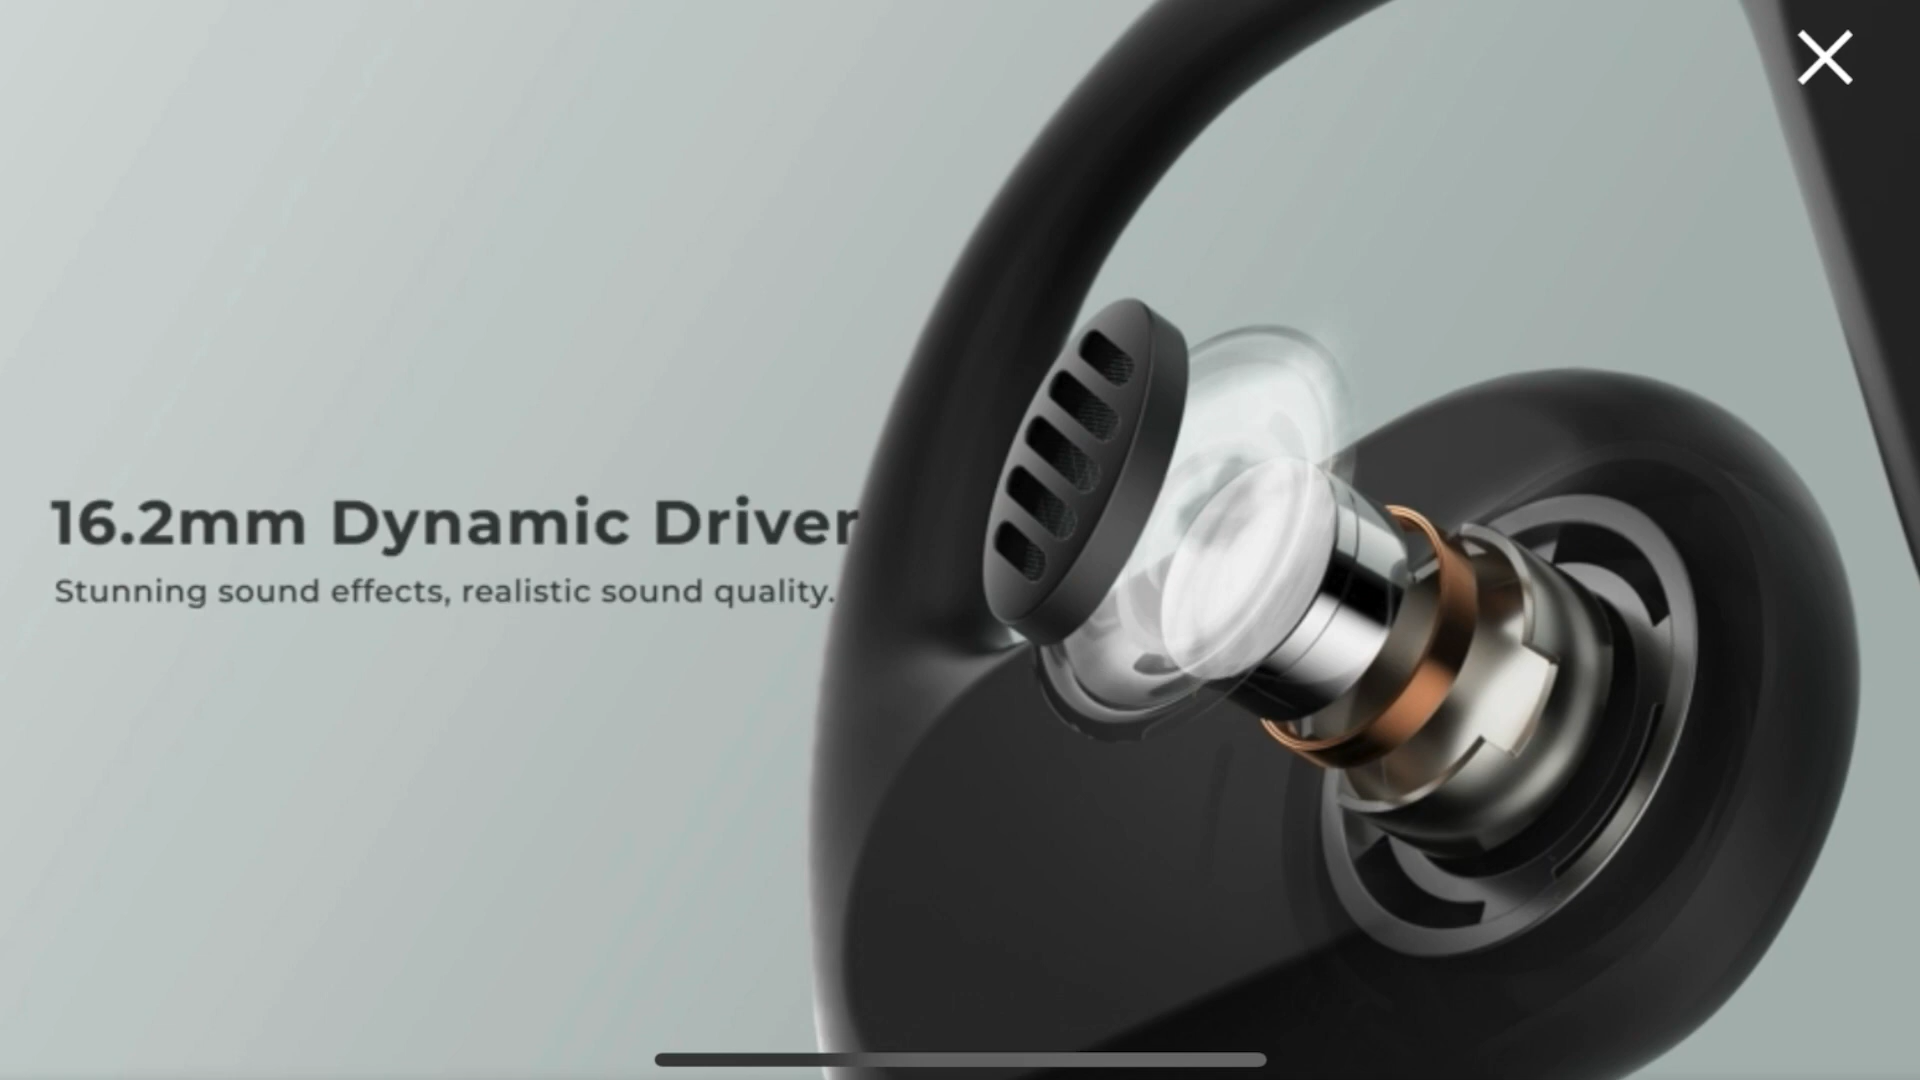 16.2mm Dynamic Driver
Stunning sound effects, realistic sound quality.